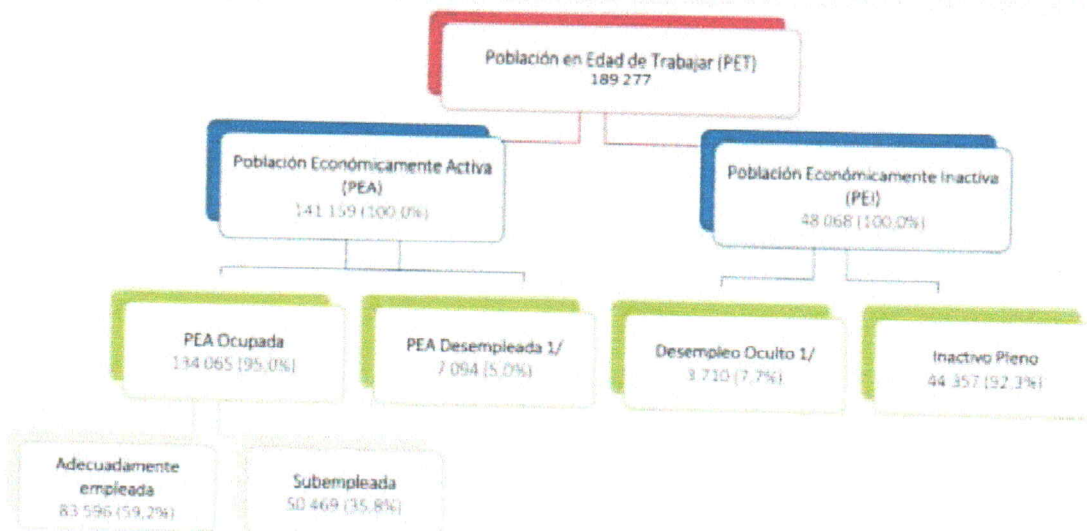 Población en Edad de Trabajar (PET)
189 277
Población Económicamente Activa
(PEA)
141 159 (100,0%)
Población Económicamente Inactiva
(PEI)
48 068 (100,0%)
PEA Ocupada
134 065 (95,0%)
PEA Desempleada 1/
7 094 (5,0%)
Desempleo Oculto 1/
3 710 (7,7%)
Inactivo Pleno
44 357 (92,3%)
Adecuadamente
empleada
83 596 (59,2%)
Subempleada
50 469 (35,8%)